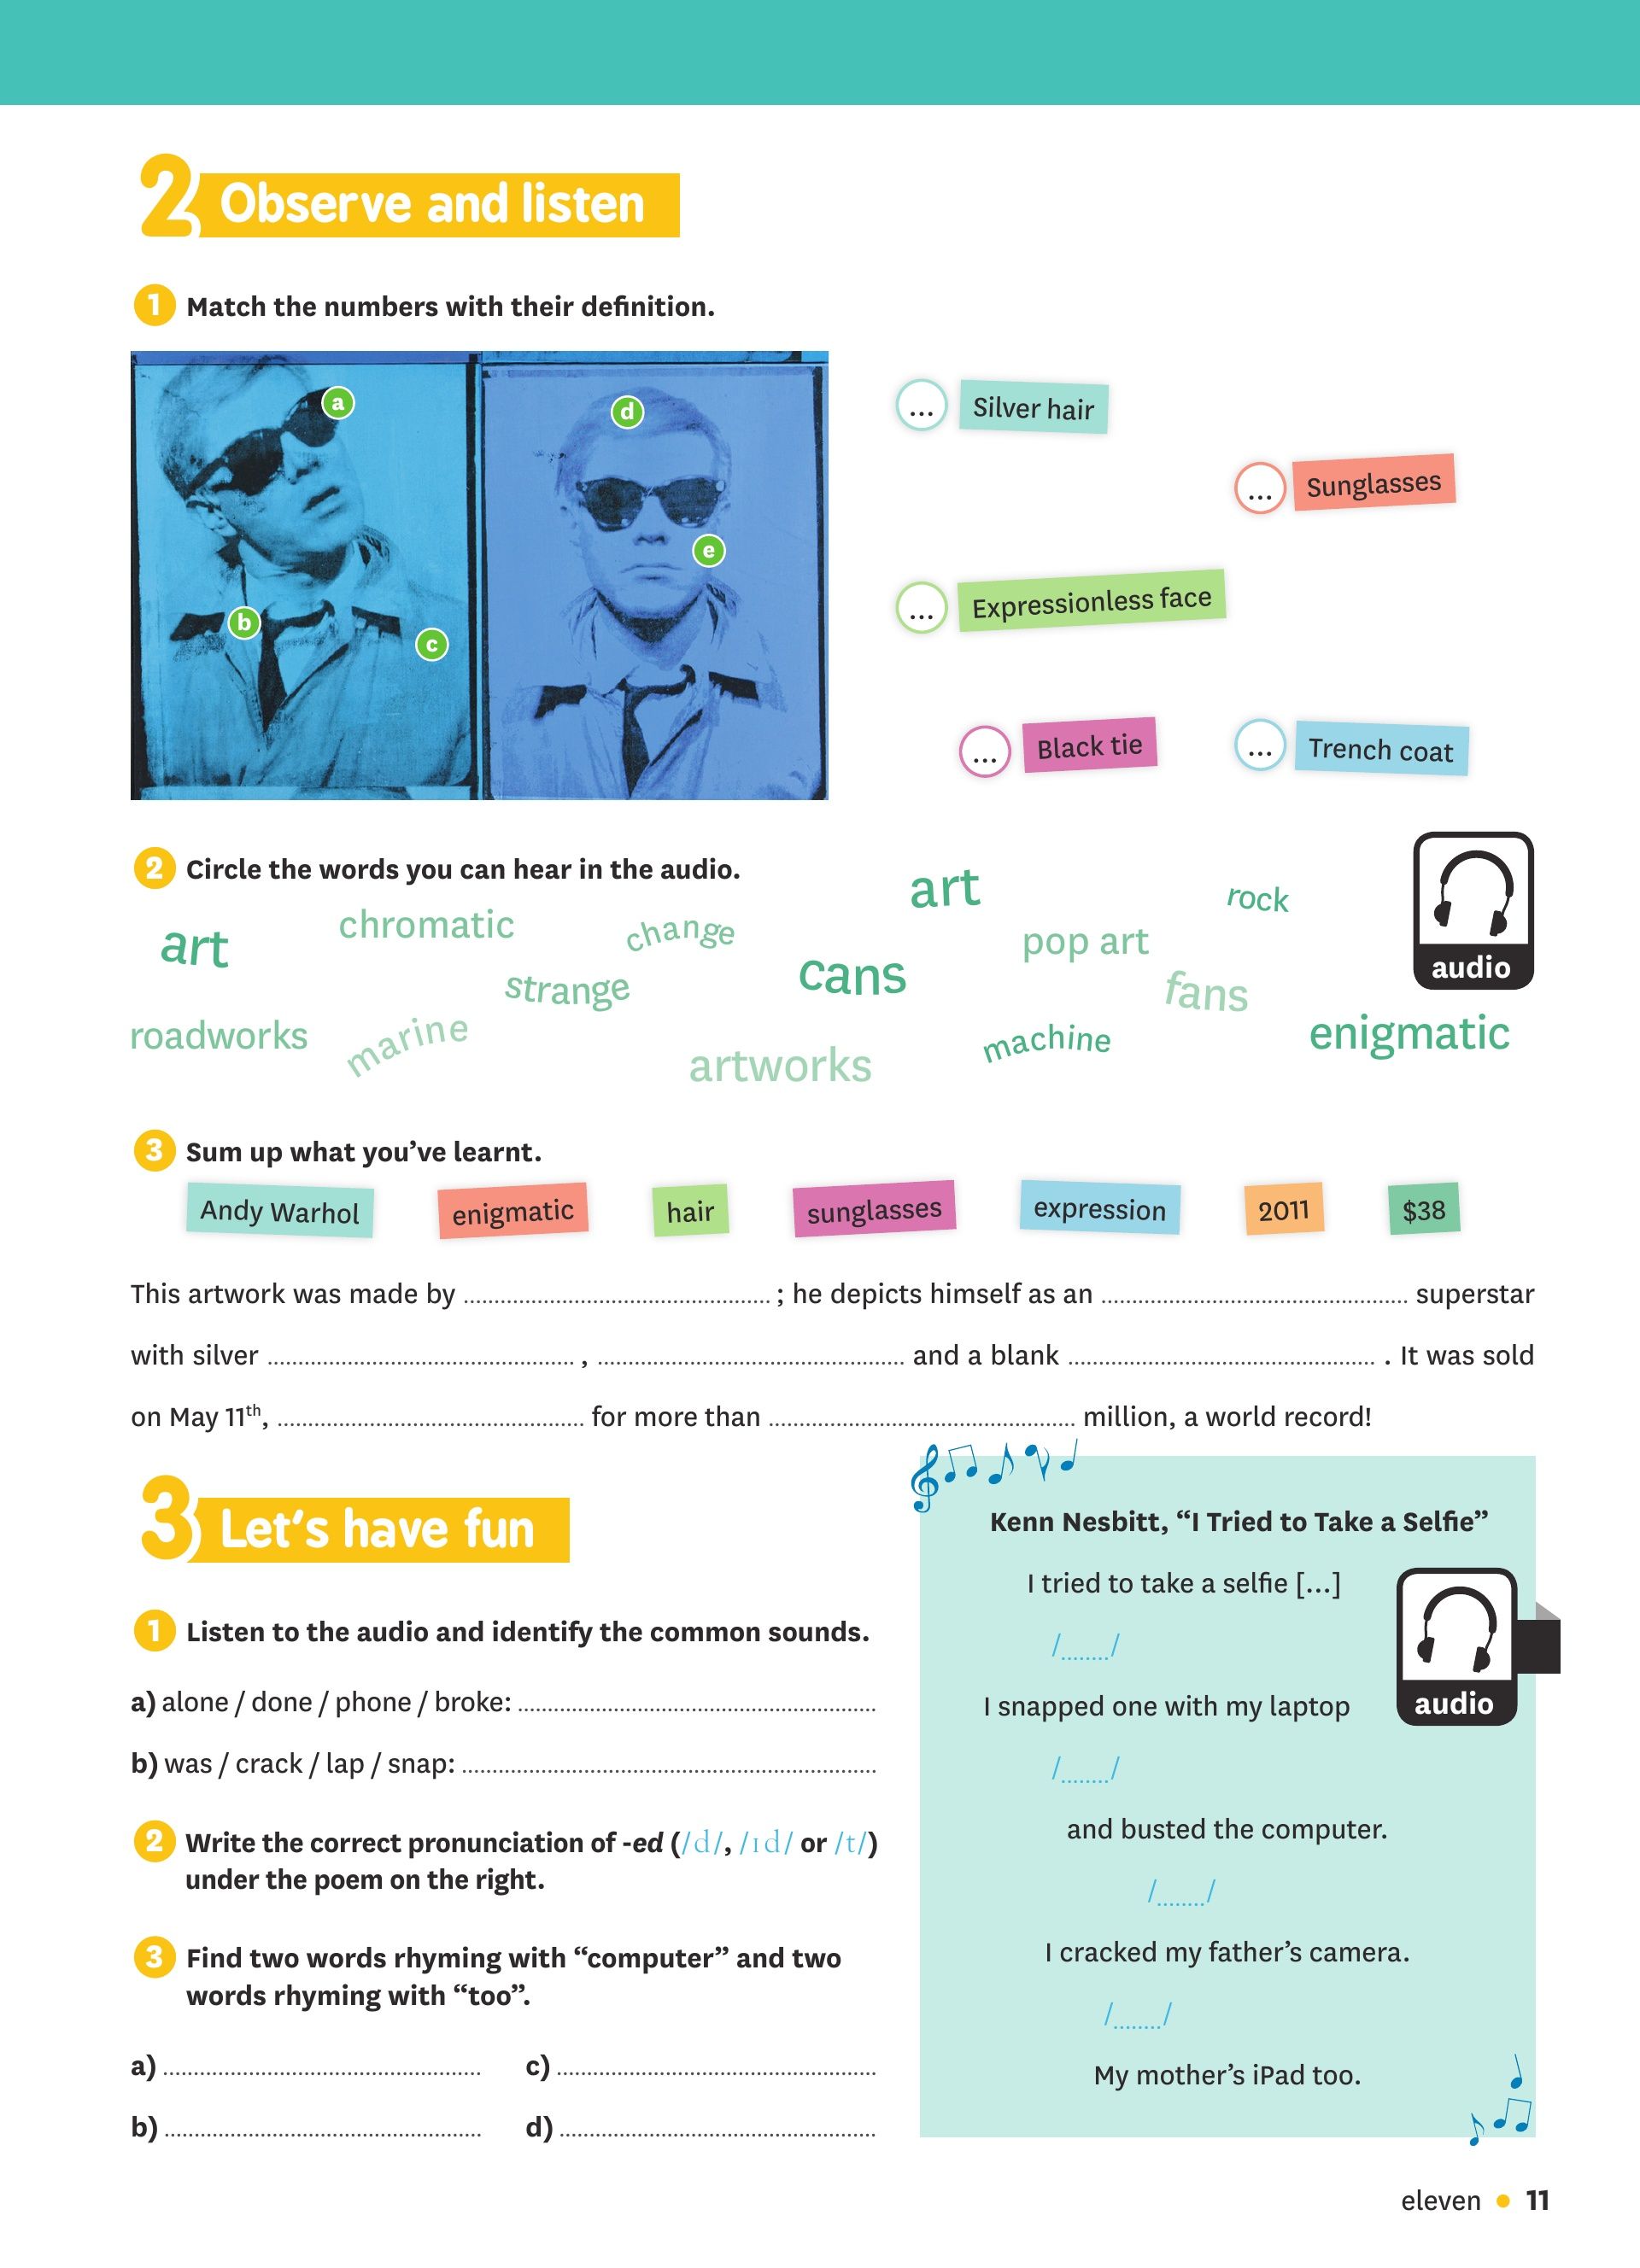 2 Observe and listen
1 Match the numbers with their definition.
a
d
e
b
c
... Silver hair
... Sunglasses
... Expressionless face
... Black tie
... Trench coat
2 Circle the words you can hear in the audio.
art
rock
chromatic
change
art
pop art
strange
cans
fans
audio
roadworks
marine
artworks
machine
enigmatic
3 Sum up what you’ve learnt.
Andy Warhol enigmatic hair sunglasses expression 2011 $38
This artwork was made by .......... ; he depicts himself as an .......... superstar
with silver .......... , .......... and a blank .......... . It was sold
on May 11th, .......... for more than .......... million, a world record!
3 Let’s have fun
1 Listen to the audio and identify the common sounds.
a) alone / done / phone / broke: ..........
b) was / crack / lap / snap: ..........
2 Write the correct pronunciation of -ed (/d/, /ɪd/ or /t/)
under the poem on the right.
3 Find two words rhyming with “computer” and two
words rhyming with “too”.
a) .......... c) ..........
b) .......... d) ..........
Kenn Nesbitt, “I Tried to Take a Selfie”
I tried to take a selfie [...]
/......../
I snapped one with my laptop
/......../
and busted the computer.
/......../
I cracked my father’s camera.
/......../
My mother’s iPad too.
audio
eleven • 11